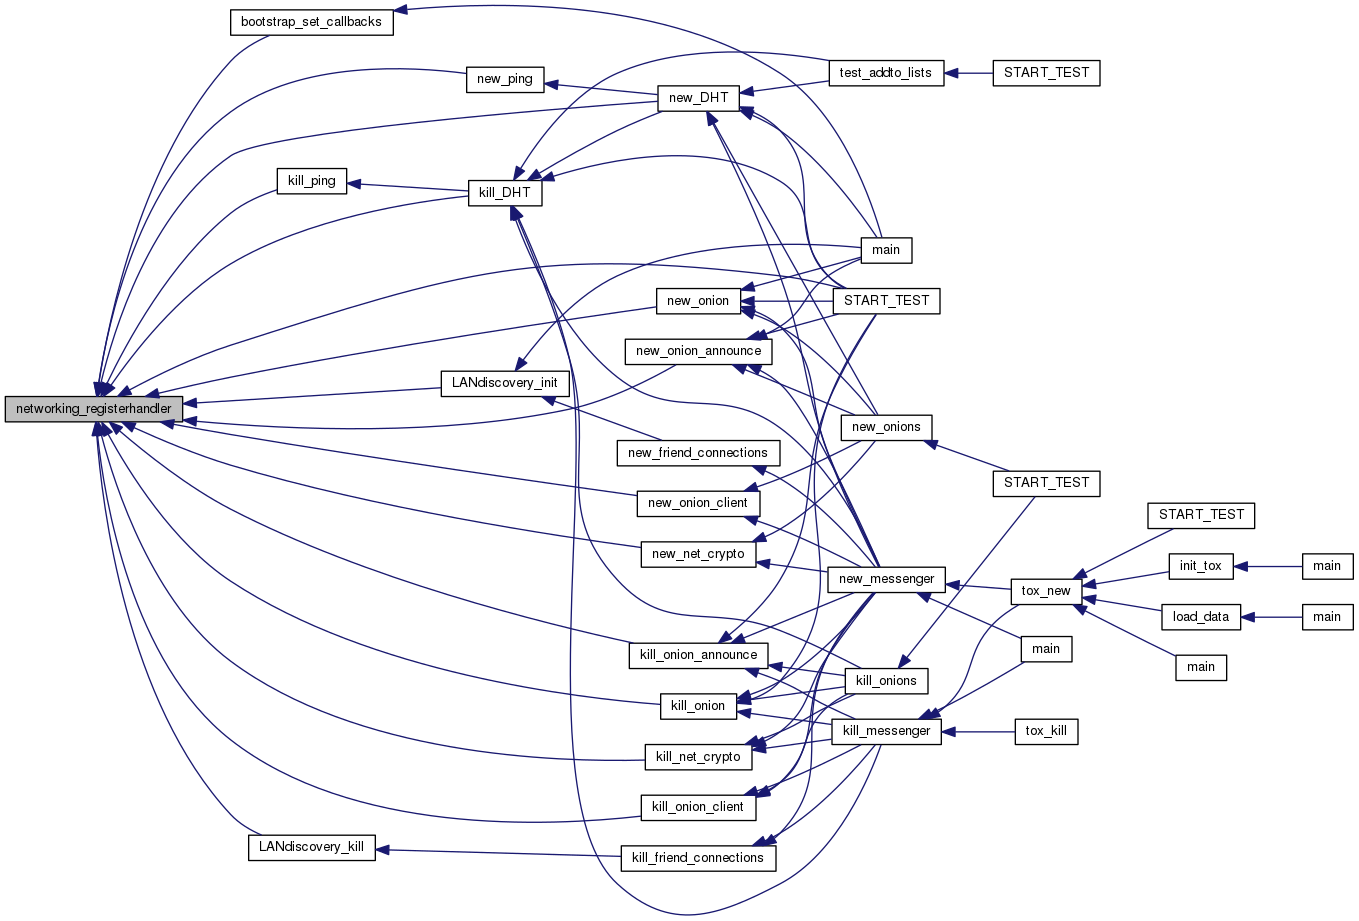 bootstrap_set_callbacks
new_ping
test_addto_lists
START_TEST
new_DHT
kill_ping
kill_DHT
main
new_onion
START_TEST
new_onion_announce
LANdiscovery_init
networking_registerhandler
new_onions
new_friend_connections
START_TEST
new_onion_client
START_TEST
new_net_crypto
init_tox
main
new_messenger
tox_new
load_data
main
kill_onion_announce
main
main
kill_onions
kill_onion
kill_messenger
tox_kill
kill_net_crypto
kill_onion_client
LANdiscovery_kill
kill_friend_connections